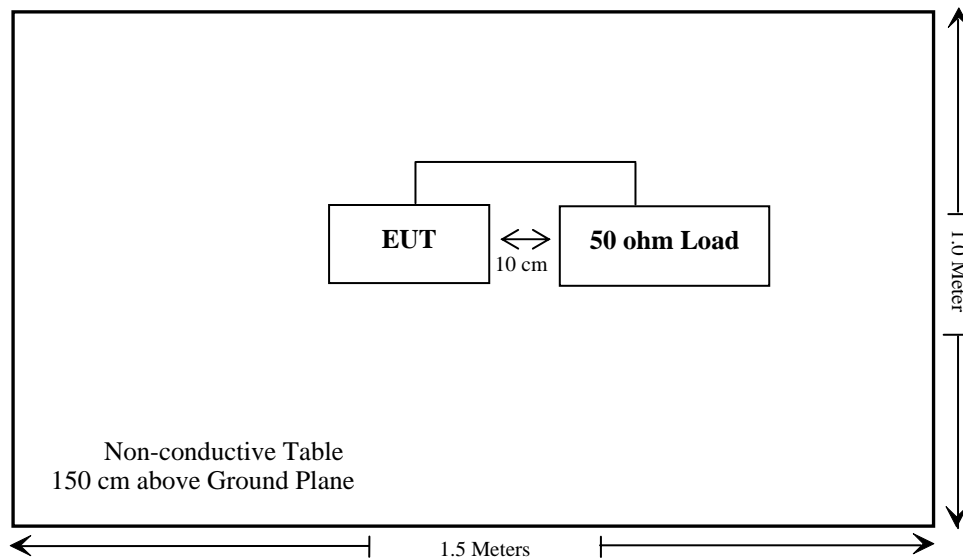 EUT
50 ohm Load
10 cm
1.0 Meter
Non-conductive Table
150 cm above Ground Plane
1.5 Meters